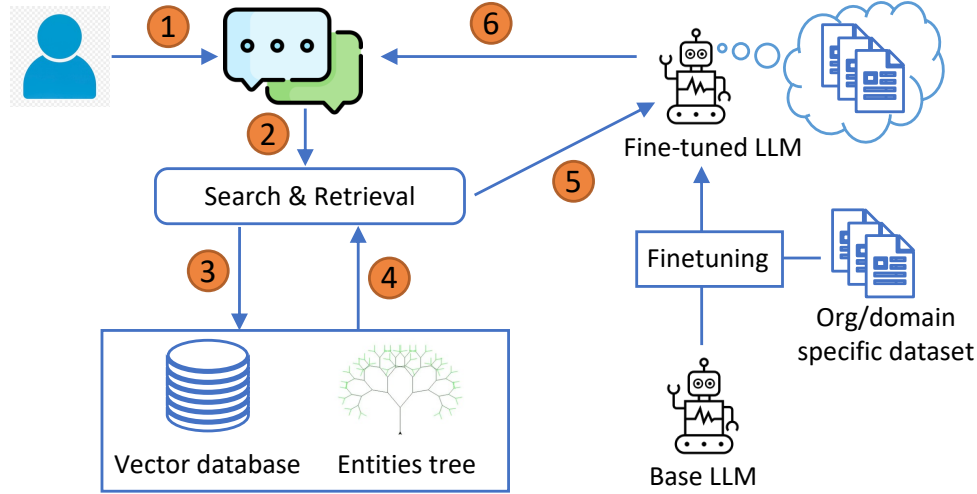 1
6
2
Fine-tuned LLM
Search & Retrieval
5
3
4
Finetuning
Org/domain
specific dataset
Vector database
Entities tree
Base LLM